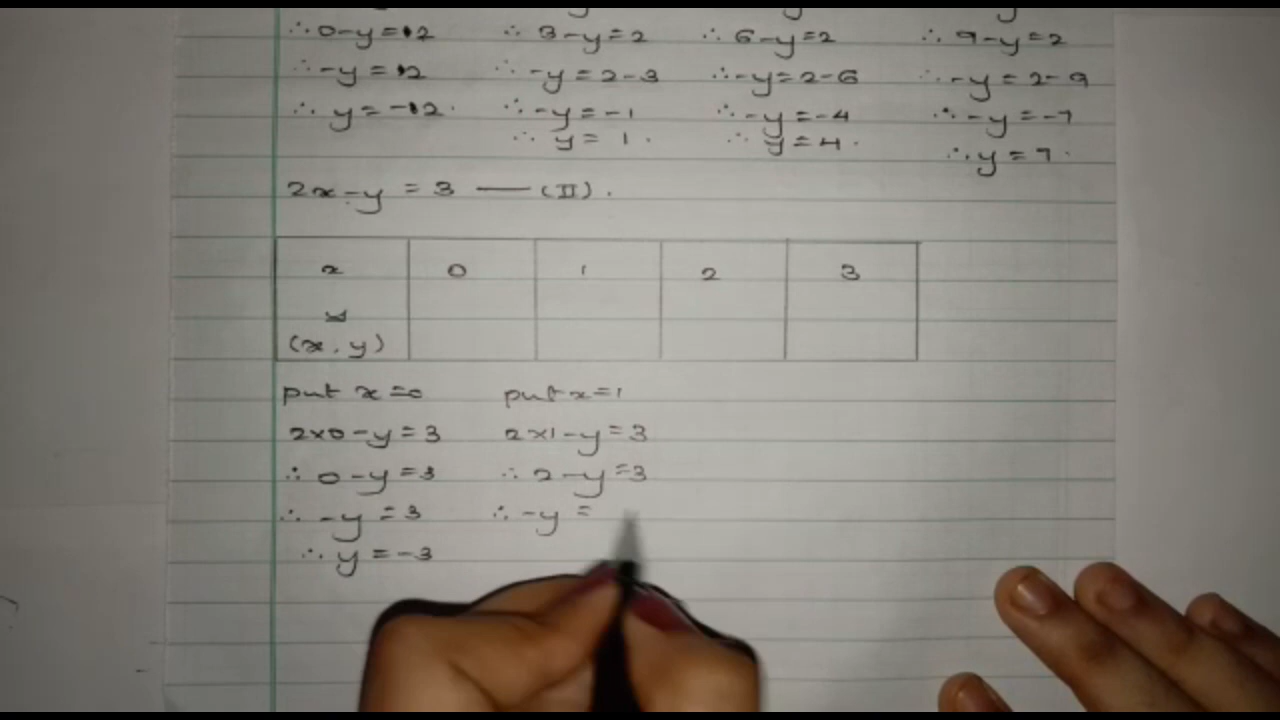 ∴ 0-y=2 ∴ 3-y=2 ∴ 6-y=2 ∴ 9-y=2
∴ -y=2 ∴ -y=2-3 ∴ -y=2-6 ∴ -y=2-9
∴ y=-2. ∴ -y=-1 ∴ -y=-4 ∴ -y=-7
∴ y=1. ∴ y=4. ∴ y=7.
2x-y=3 —— (II).
x 0 1 2 3
y
(x, y)
put x=0 put x=1
2×0-y=3 2×1-y=3
∴ 0-y=3 ∴ 2-y=3
∴ -y=3 ∴ -y=
∴ y=-3